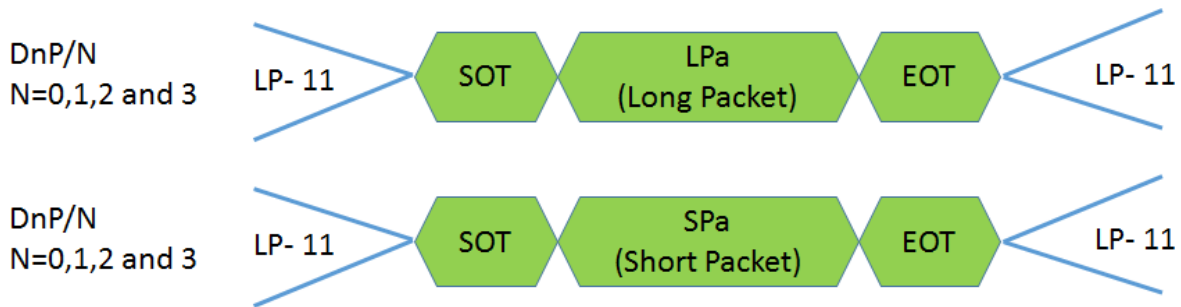 DnP/N
N=0,1,2 and 3
LP- 11
SOT
LPa
(Long Packet)
EOT
LP- 11
DnP/N
N=0,1,2 and 3
LP- 11
SOT
SPa
(Short Packet)
EOT
LP- 11